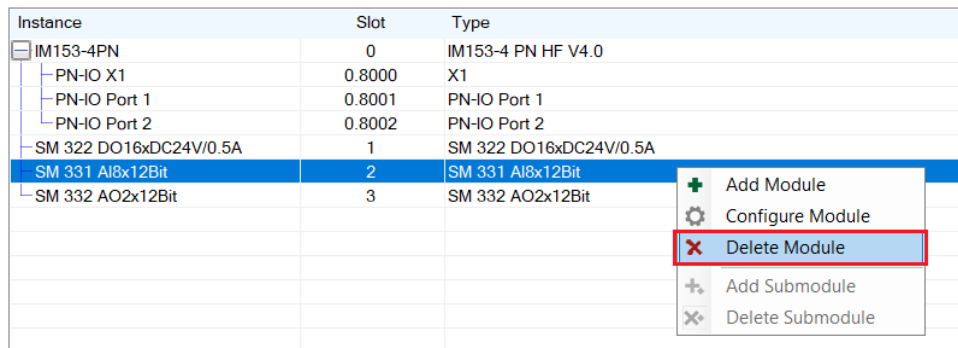 Instance Slot Type
IM153-4PN 0 IM153-4 PN HF V4.0
PN-IO X1 0.8000 X1
PN-IO Port 1 0.8001 PN-IO Port 1
PN-IO Port 2 0.8002 PN-IO Port 2
SM 322 DO16xDC24V/0.5A 1 SM 322 DO16xDC24V/0.5A
SM 331 AI8x12Bit 2 SM 331 AI8x12Bit
SM 332 AO2x12Bit 3 SM 332 AO2x12Bit
Add Module
Configure Module
Delete Module
Add Submodule
Delete Submodule